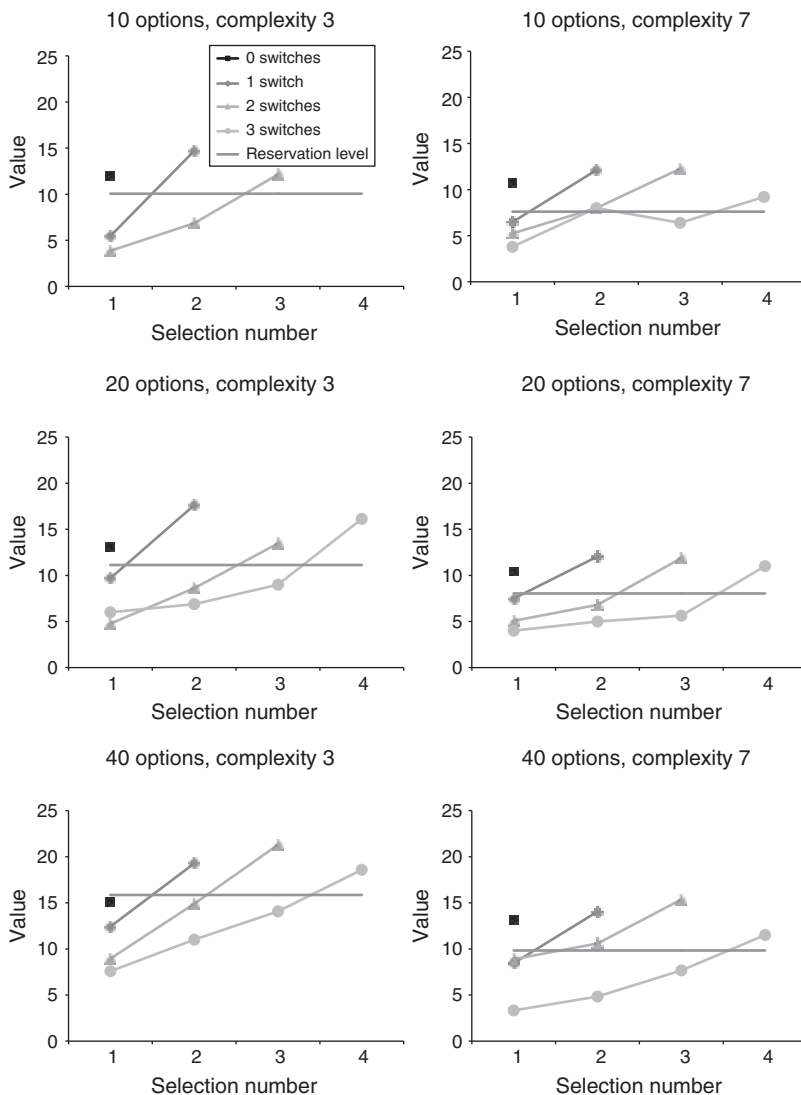 10 options, complexity 3
25
20
15
10
5
0
Value
0 switches
1 switch
2 switches
3 switches
Reservation level
1 2 3 4
Selection number
10 options, complexity 7
25
20
15
10
5
0
Value
1 2 3 4
Selection number
20 options, complexity 3
25
20
15
10
5
0
Value
1 2 3 4
Selection number
20 options, complexity 7
25
20
15
10
5
0
Value
1 2 3 4
Selection number
40 options, complexity 3
25
20
15
10
5
0
Value
1 2 3 4
Selection number
40 options, complexity 7
25
20
15
10
5
0
Value
1 2 3 4
Selection number